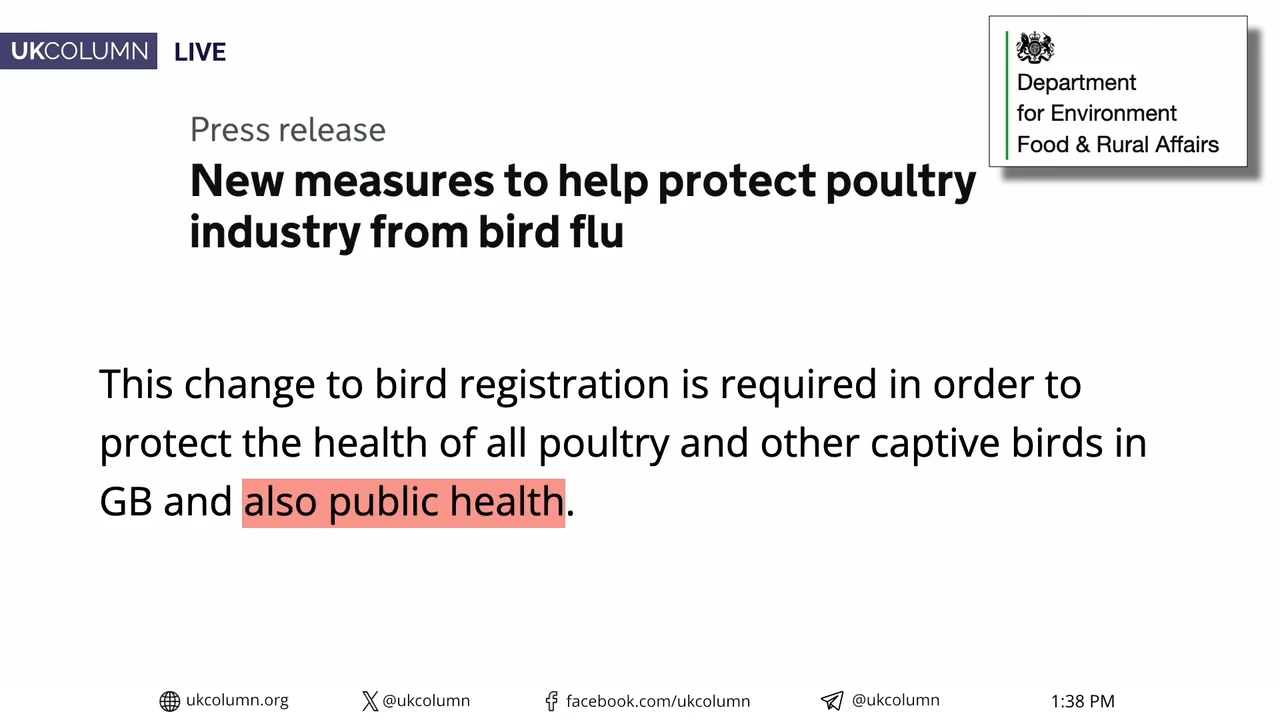 UKCOLUMN LIVE
Department
for Environment
Food & Rural Affairs
Press release
New measures to help protect poultry
industry from bird flu
This change to bird registration is required in order to
protect the health of all poultry and other captive birds in
GB and also public health.
ukcolumn.org @ukcolumn facebook.com/ukcolumn @ukcolumn 1:38 PM